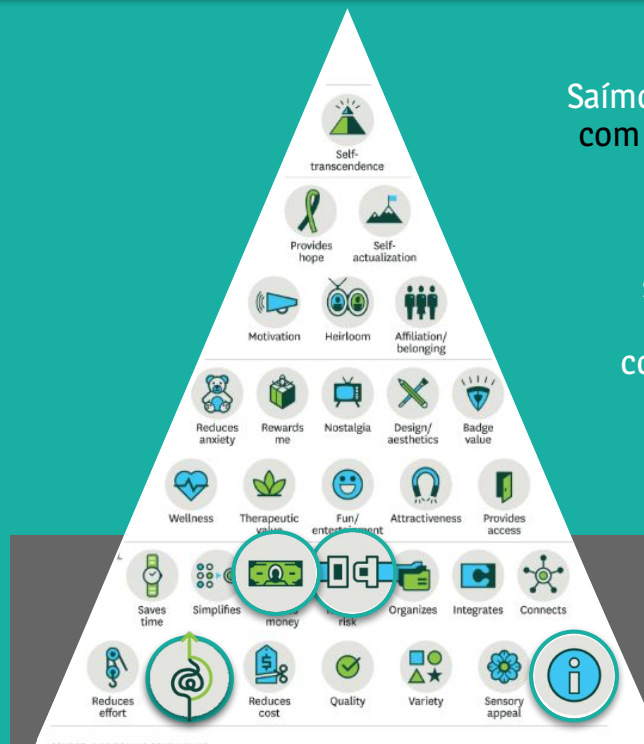 Saímo
com
s
co
Self-
transcendence
Provides
hope
Self-
actualization
Motivation
Heirloom
Affiliation/
belonging
Reduces
anxiety
Rewards
me
Nostalgia
Design/
aesthetics
Badge
value
Wellness
Therapeutic
value
Fun/
entertainment
Attractiveness
Provides
access
Saves
time
Simplifies
money
risk
Organizes
Integrates
Connects
Reduces
effort
Reduces
cost
Quality
Variety
Sensory
appeal